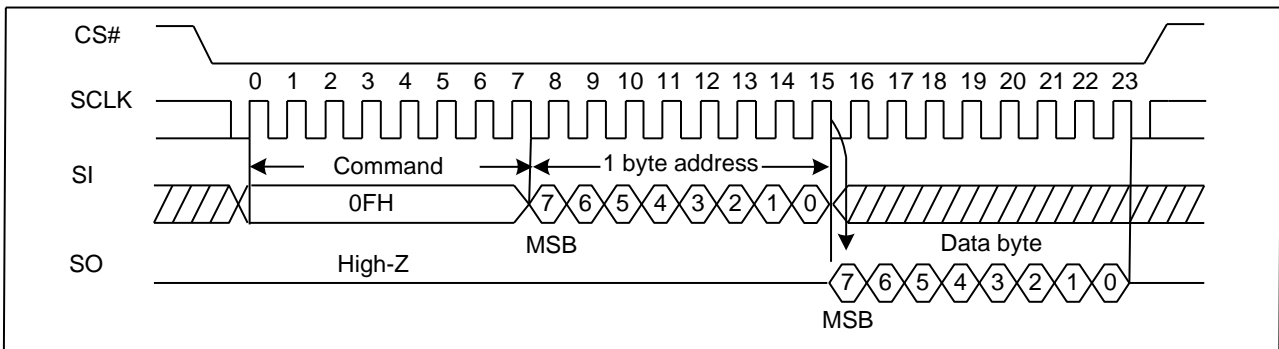 CS#
0 1 2 3 4 5 6 7 8 9 10 11 12 13 14 15 16 17 18 19 20 21 22 23
SCLK
Command 1 byte address
SI
0FH 7 6 5 4 3 2 1 0
MSB Data byte
SO High-Z
7 6 5 4 3 2 1 0
MSB